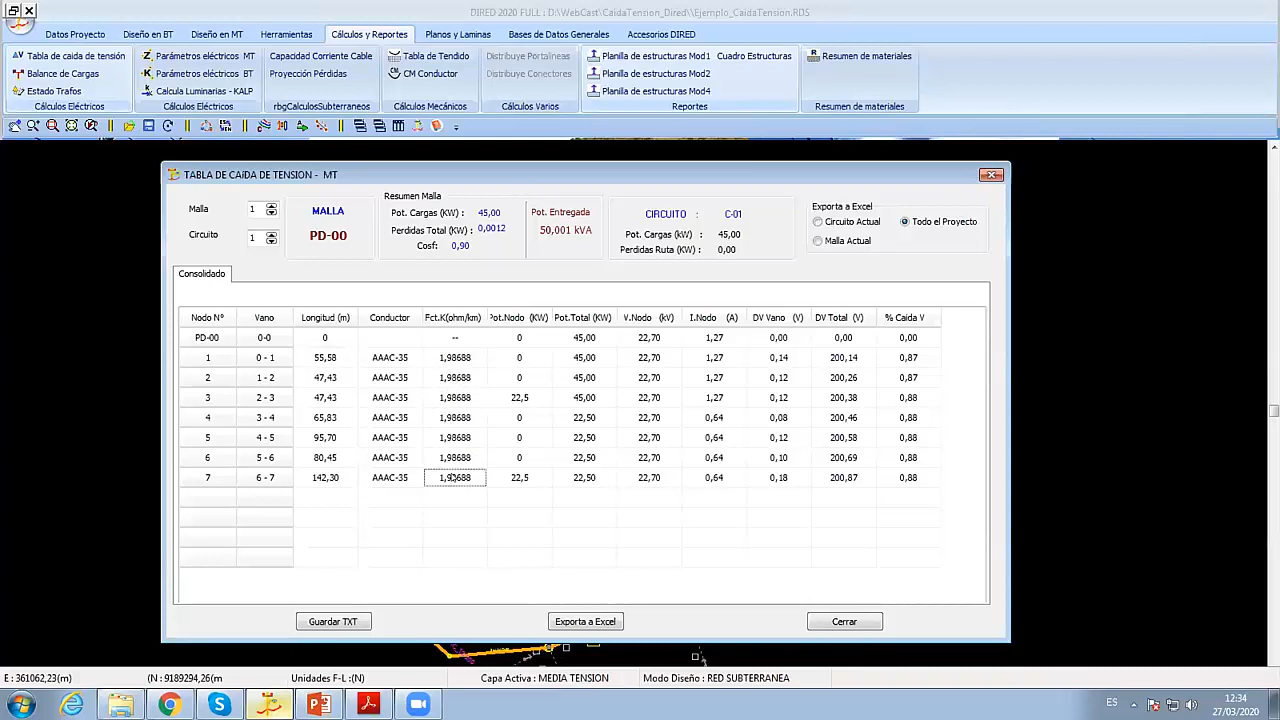 DIRED 2020 FULL : D:\WebCast\CaidaTension_Dired\\Ejemplo_CaidaTension.RDS
Datos Proyecto Diseño en BT Diseño en MT Herramientas Cálculos y Reportes Planos y Laminas Bases de Datos Generales Accesorios DIRED
Tabla de caida de tensión Parámetros eléctricos MT Capacidad Corriente Cable Tabla de Tendido Distribuye Portalineas Planilla de estructuras Mod1 Cuadro Estructuras Resumen de materiales
Balance de Cargas Parámetros eléctricos BT Proyección Pérdidas CM Conductor Distribuye Conectores Planilla de estructuras Mod2
Estado Trafos Calcula Luminarias - KALP Planilla de estructuras Mod4
Cálculos Eléctricos Cálculos Eléctricos rbgCalculosSubterraneos Cálculos Mecánicos Cálculos Varios Reportes Resumen de materiales
TABLA DE CAíDA DE TENSION - MT
Malla 1
Circuito 1
MALLA
PD-00
Resumen Malla
Pot. Cargas (KW) : 45,00
Perdidas Total (KW) : 0,0012
Cosf: 0,90
Pot. Entregada
50,001 kVA
CIRCUITO : C-01
Pot. Cargas (kW) : 45,00
Perdidas Ruta (KW) : 0,00
Exporta a Excel
Circuito Actual Todo el Proyecto
Malla Actual
Consolidado
Nodo N° Vano Longitud (m) Conductor Fct.K(ohm/km) Pot.Nodo (KW) Pot.Total (KW) V.Nodo (kV) I.Nodo (A) DV Vano (V) DV Total (V) % Caida V
PD-00 0-0 0 -- 0 45,00 22,70 1,27 0,00 0,00 0,00
1 0 - 1 55,58 AAAC-35 1,98688 0 45,00 22,70 1,27 0,14 200,14 0,87
2 1 - 2 47,43 AAAC-35 1,98688 0 45,00 22,70 1,27 0,12 200,26 0,87
3 2 - 3 47,43 AAAC-35 1,98688 22,5 45,00 22,70 1,27 0,12 200,38 0,88
4 3 - 4 65,83 AAAC-35 1,98688 0 22,50 22,70 0,64 0,08 200,46 0,88
5 4 - 5 95,70 AAAC-35 1,98688 0 22,50 22,70 0,64 0,12 200,58 0,88
6 5 - 6 80,45 AAAC-35 1,98688 0 22,50 22,70 0,64 0,10 200,69 0,88
7 6 - 7 142,30 AAAC-35 1,98688 22,5 22,50 22,70 0,64 0,18 200,87 0,88
Guardar TXT Exporta a Excel Cerrar
E : 361062,23(m) (N : 9189294,26(m Unidades F-L :(N) Capa Activa : MEDIA TENSION Modo Diseño : RED SUBTERRANEA
ES 12:34
27/03/2020